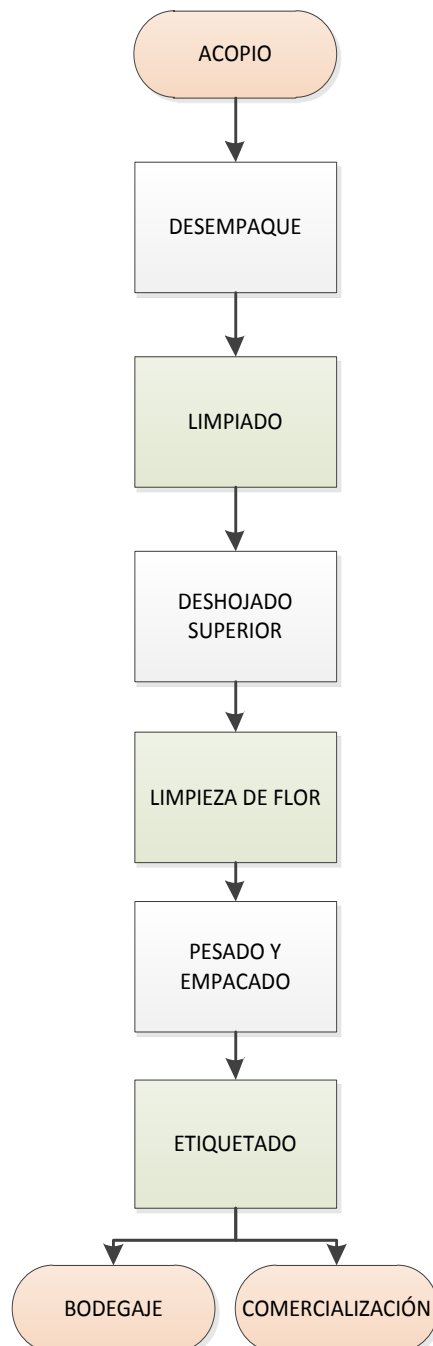 ACOPIO
DESEMPAQUE
LIMPIADO
DESHOJADO
SUPERIOR
LIMPIEZA DE FLOR
PESADO Y
EMPACADO
ETIQUETADO
BODEGAJE
COMERCIALIZACIÓN